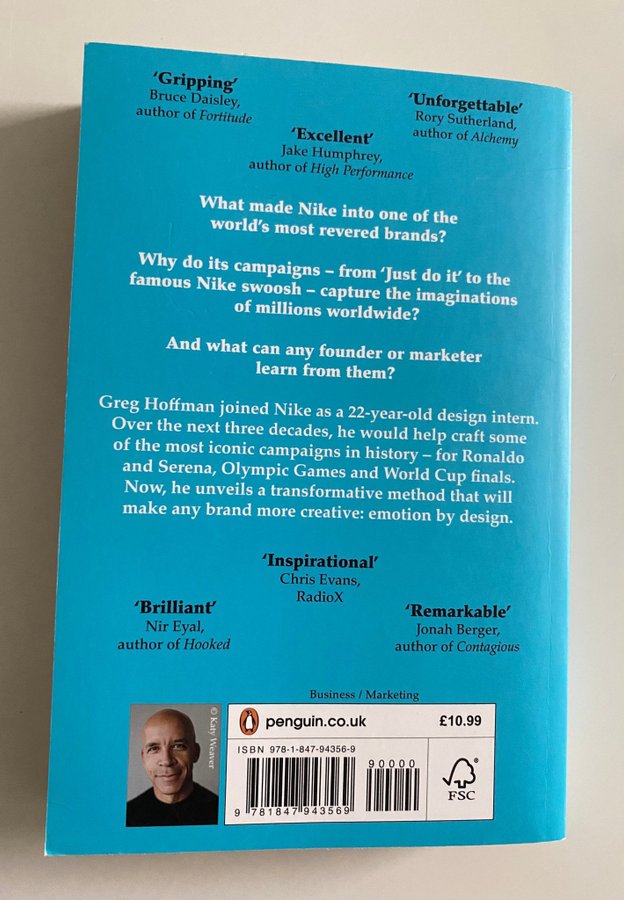 ‘Gripping’
Bruce Daisley,
author of Fortitude
‘Unforgettable’
Rory Sutherland,
author of Alchemy
‘Excellent’
Jake Humphrey,
author of High Performance
What made Nike into one of the
world’s most revered brands?
Why do its campaigns – from ‘Just do it’ to the
famous Nike swoosh – capture the imaginations
of millions worldwide?
And what can any founder or marketer
learn from them?
Greg Hoffman joined Nike as a 22-year-old design intern.
Over the next three decades, he would help craft some
of the most iconic campaigns in history – for Ronaldo
and Serena, Olympic Games and World Cup finals.
Now, he unveils a transformative method that will
make any brand more creative: emotion by design.
‘Inspirational’
Chris Evans,
RadioX
‘Brilliant’
Nir Eyal,
author of Hooked
‘Remarkable’
Jonah Berger,
author of Contagious
Business / Marketing
© Katy Weaver
penguin.co.uk
£10.99
ISBN 978-1-847-94356-9
90000
9 781847 943569
FSC